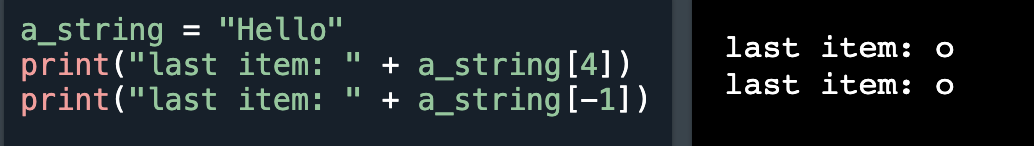 a_string = "Hello"
print("last item: " + a_string[4])
print("last item: " + a_string[-1])
last item: o
last item: o